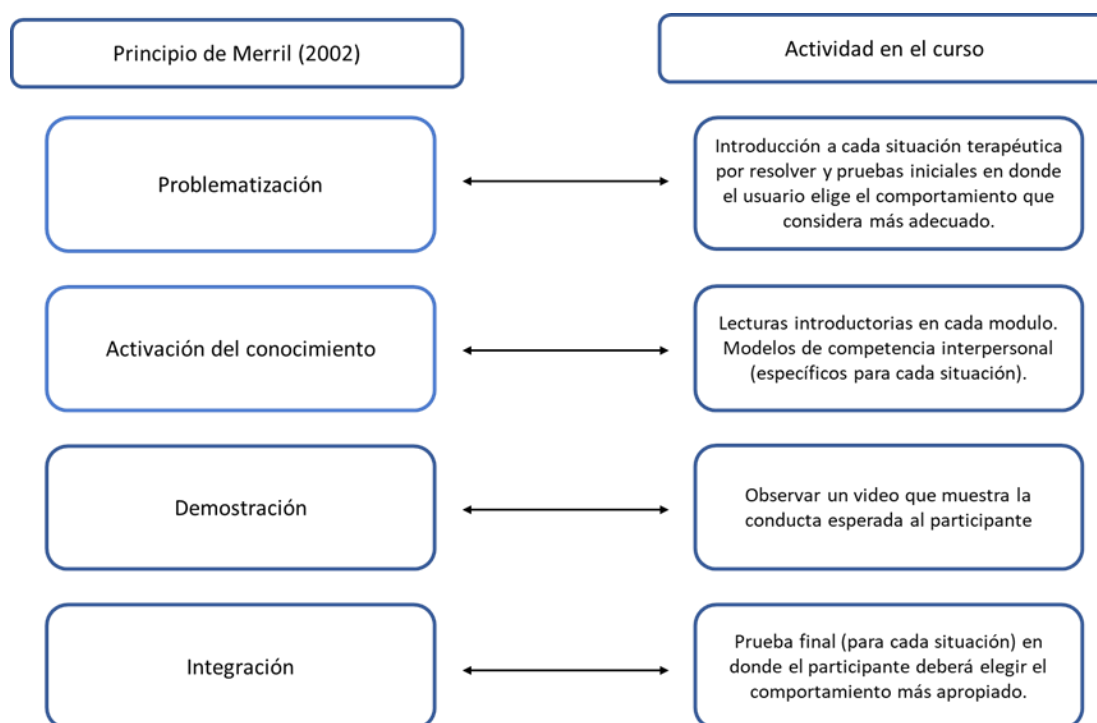 Principio de Merril (2002)
Actividad en el curso
Problematización
Introducción a cada situación terapéutica
por resolver y pruebas iniciales en donde
el usuario elige el comportamiento que
considera más adecuado.
Activación del conocimiento
Lecturas introductorias en cada modulo.
Modelos de competencia interpersonal
(específicos para cada situación).
Demostración
Observar un video que muestra la
conducta esperada al participante
Integración
Prueba final (para cada situación) en
donde el participante deberá elegir el
comportamiento más apropiado.